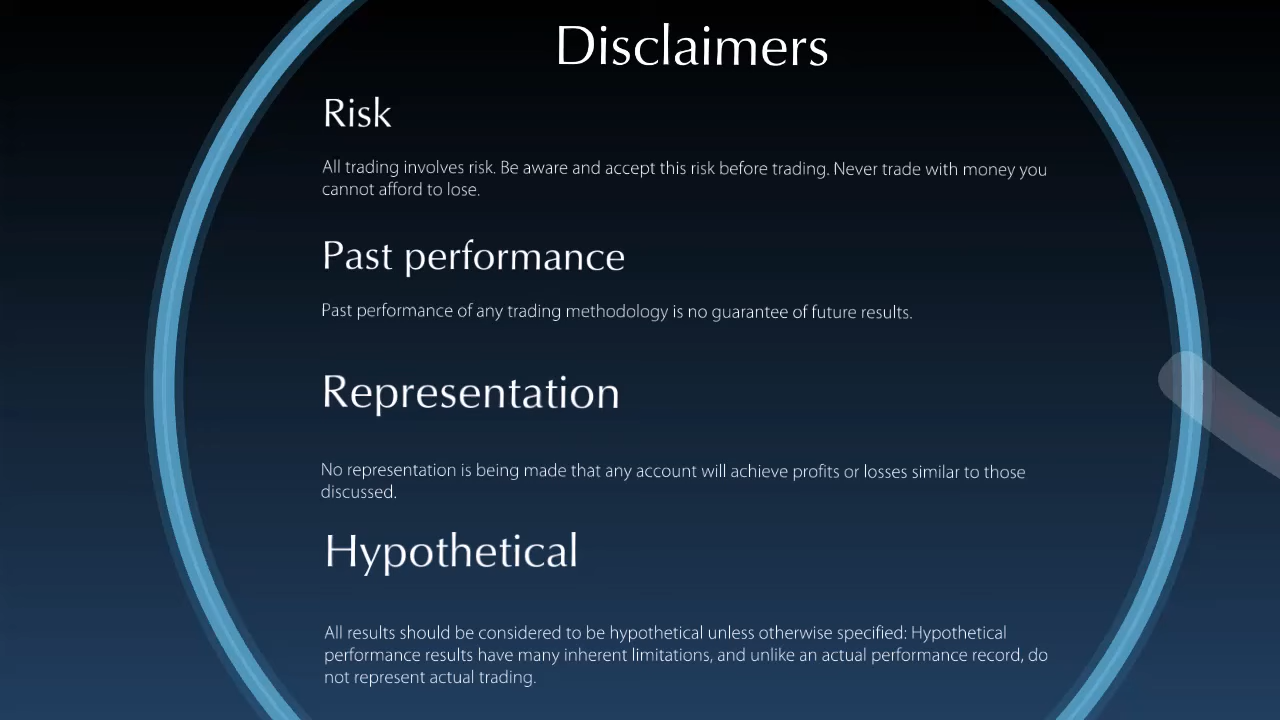 Disclaimers
Risk
All trading involves risk. Be aware and accept this risk before trading. Never trade with money you
cannot afford to lose.
Past performance
Past performance of any trading methodology is no guarantee of future results.
Representation
No representation is being made that any account will achieve profits or losses similar to those
discussed.
Hypothetical
All results should be considered to be hypothetical unless otherwise specified: Hypothetical
performance results have many inherent limitations, and unlike an actual performance record, do
not represent actual trading.